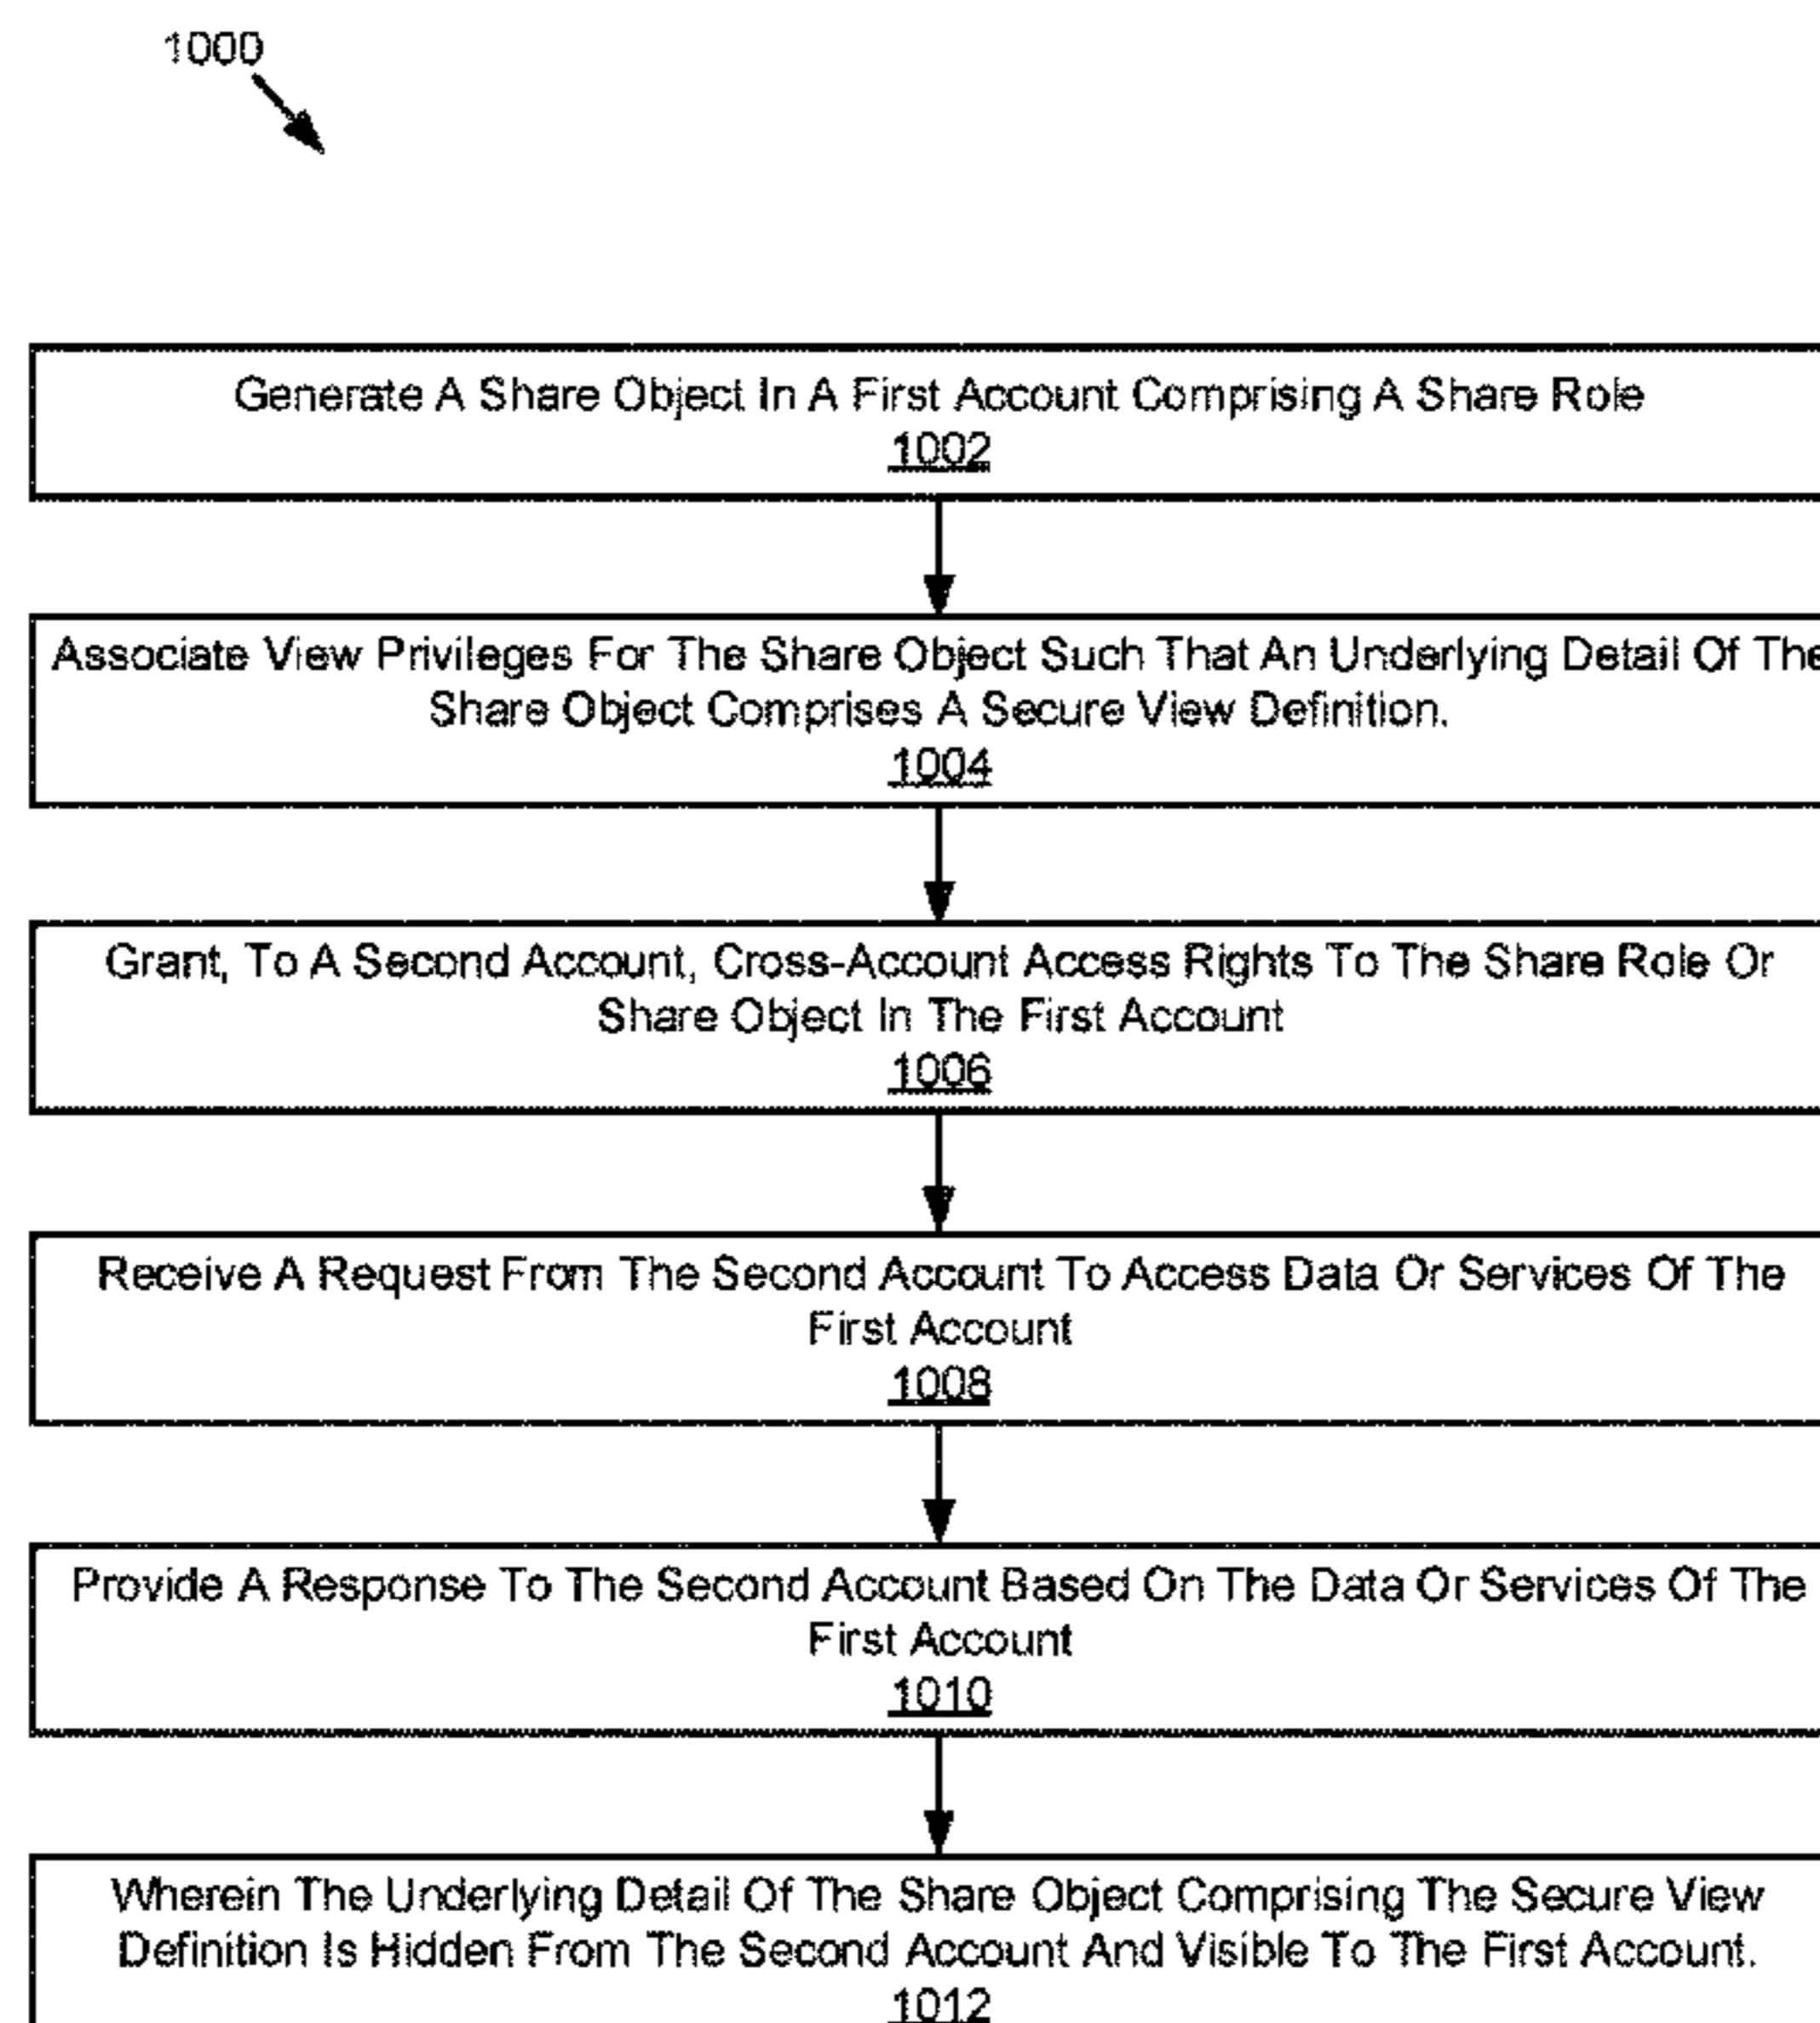 1000
Generate A Share Object In A First Account Comprising A Share Role
1002
Associate View Privileges For The Share Object Such That An Underlying Detail Of The
Share Object Comprises A Secure View Definition.
1004
Grant, To A Second Account, Cross-Account Access Rights To The Share Role Or
Share Object In The First Account
1006
Receive A Request From The Second Account To Access Data Or Services Of The
First Account
1008
Provide A Response To The Second Account Based On The Data Or Services Of The
First Account
1010
Wherein The Underlying Detail Of The Share Object Comprising The Secure View
Definition Is Hidden From The Second Account And Visible To The First Account.
1012